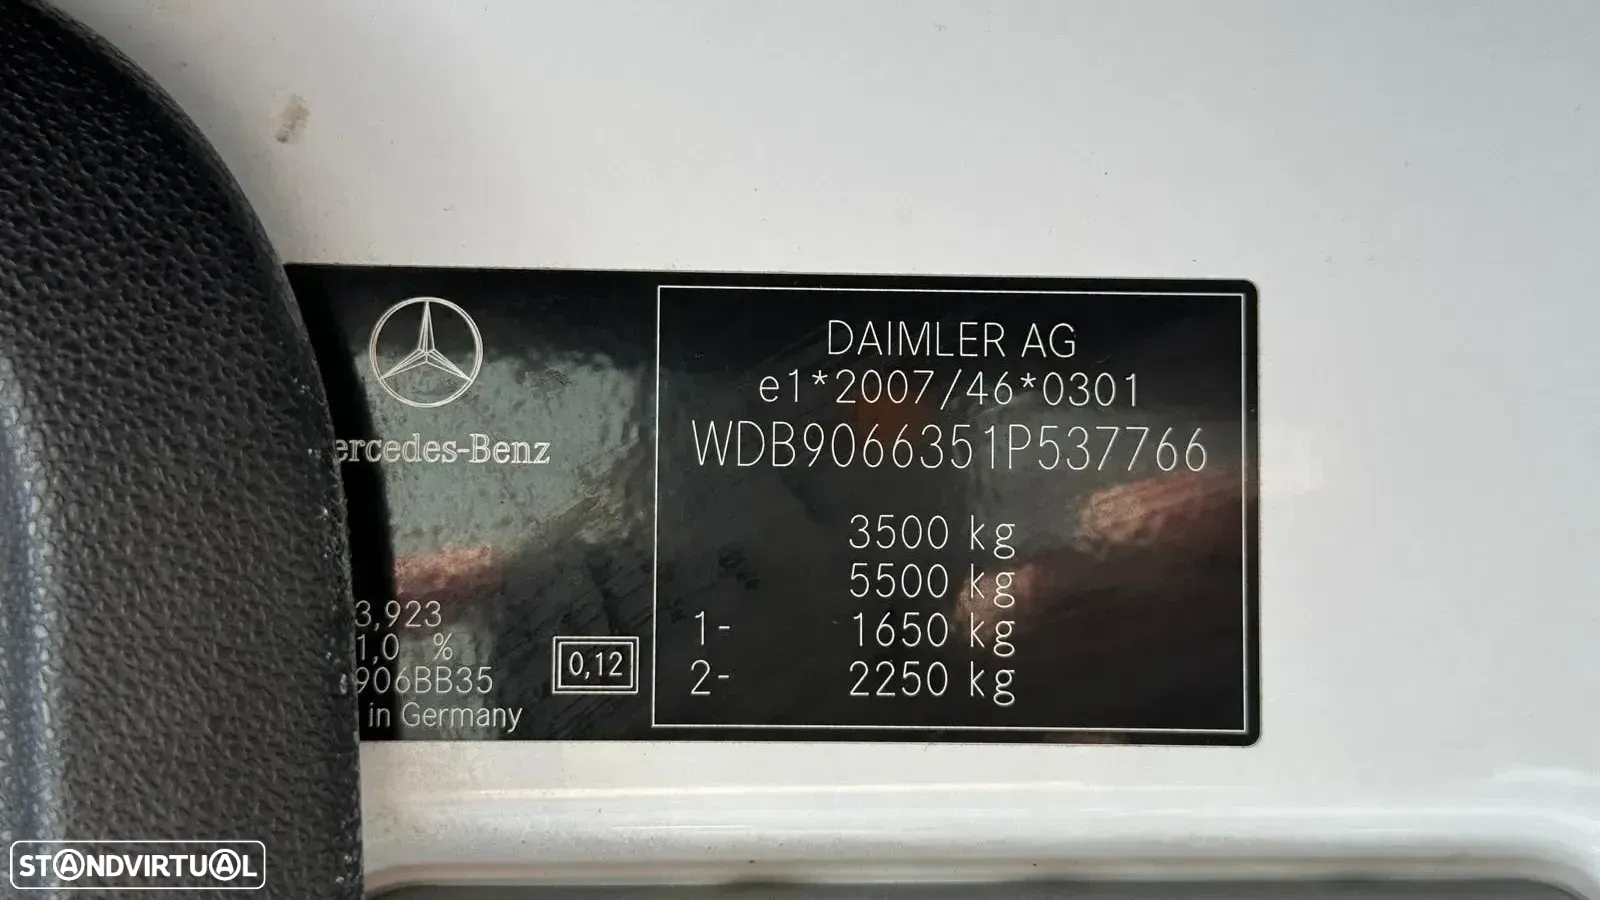 ercedes-Benz
3,923
1,0 %
906BB35
in Germany
0,12
DAIMLER AG
e1*2007/46*0301
WDB9066351P537766
3500 kg
5500 kg
1- 1650 kg
2- 2250 kg
STANDVIRTUAL